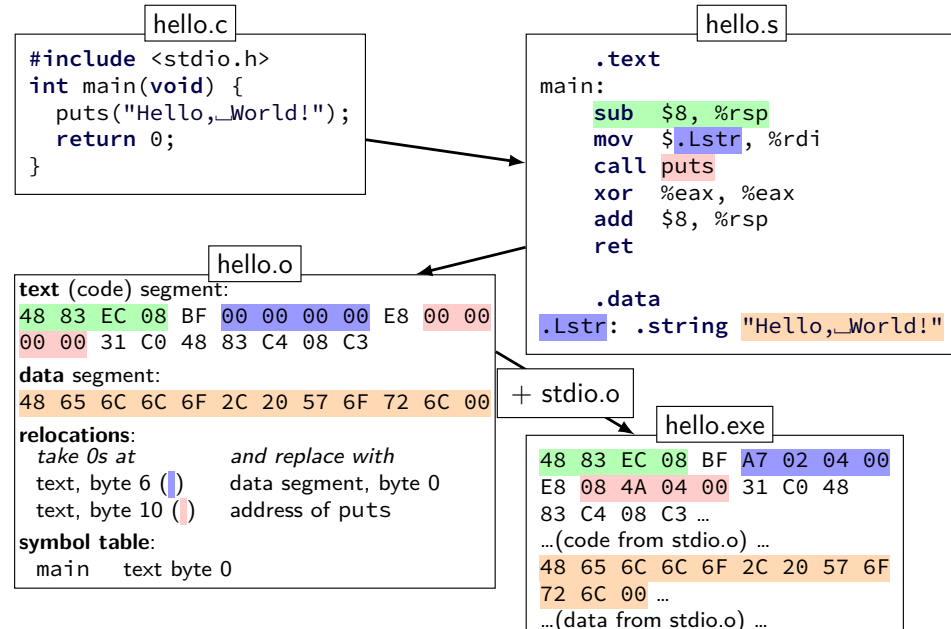 hello.c
#include <stdio.h>
int main(void) {
puts("Hello,␣World!");
return 0;
}
hello.s
.text
main:
sub $8, %rsp
mov $.Lstr, %rdi
call puts
xor %eax, %eax
add $8, %rsp
ret
.data
.Lstr: .string "Hello,␣World!"
hello.o
text (code) segment:
48 83 EC 08 BF 00 00 00 00 E8 00 00
00 00 31 C0 48 83 C4 08 C3
data segment:
48 65 6C 6C 6F 2C 20 57 6F 72 6C 00
relocations:
take 0s at and replace with
text, byte 6 ( ) data segment, byte 0
text, byte 10 ( ) address of puts
symbol table:
main text byte 0
+ stdio.o
hello.exe
48 83 EC 08 BF A7 02 04 00
E8 08 4A 04 00 31 C0 48
83 C4 08 C3 …
…(code from stdio.o) …
48 65 6C 6C 6F 2C 20 57 6F
72 6C 00 …
…(data from stdio.o) …